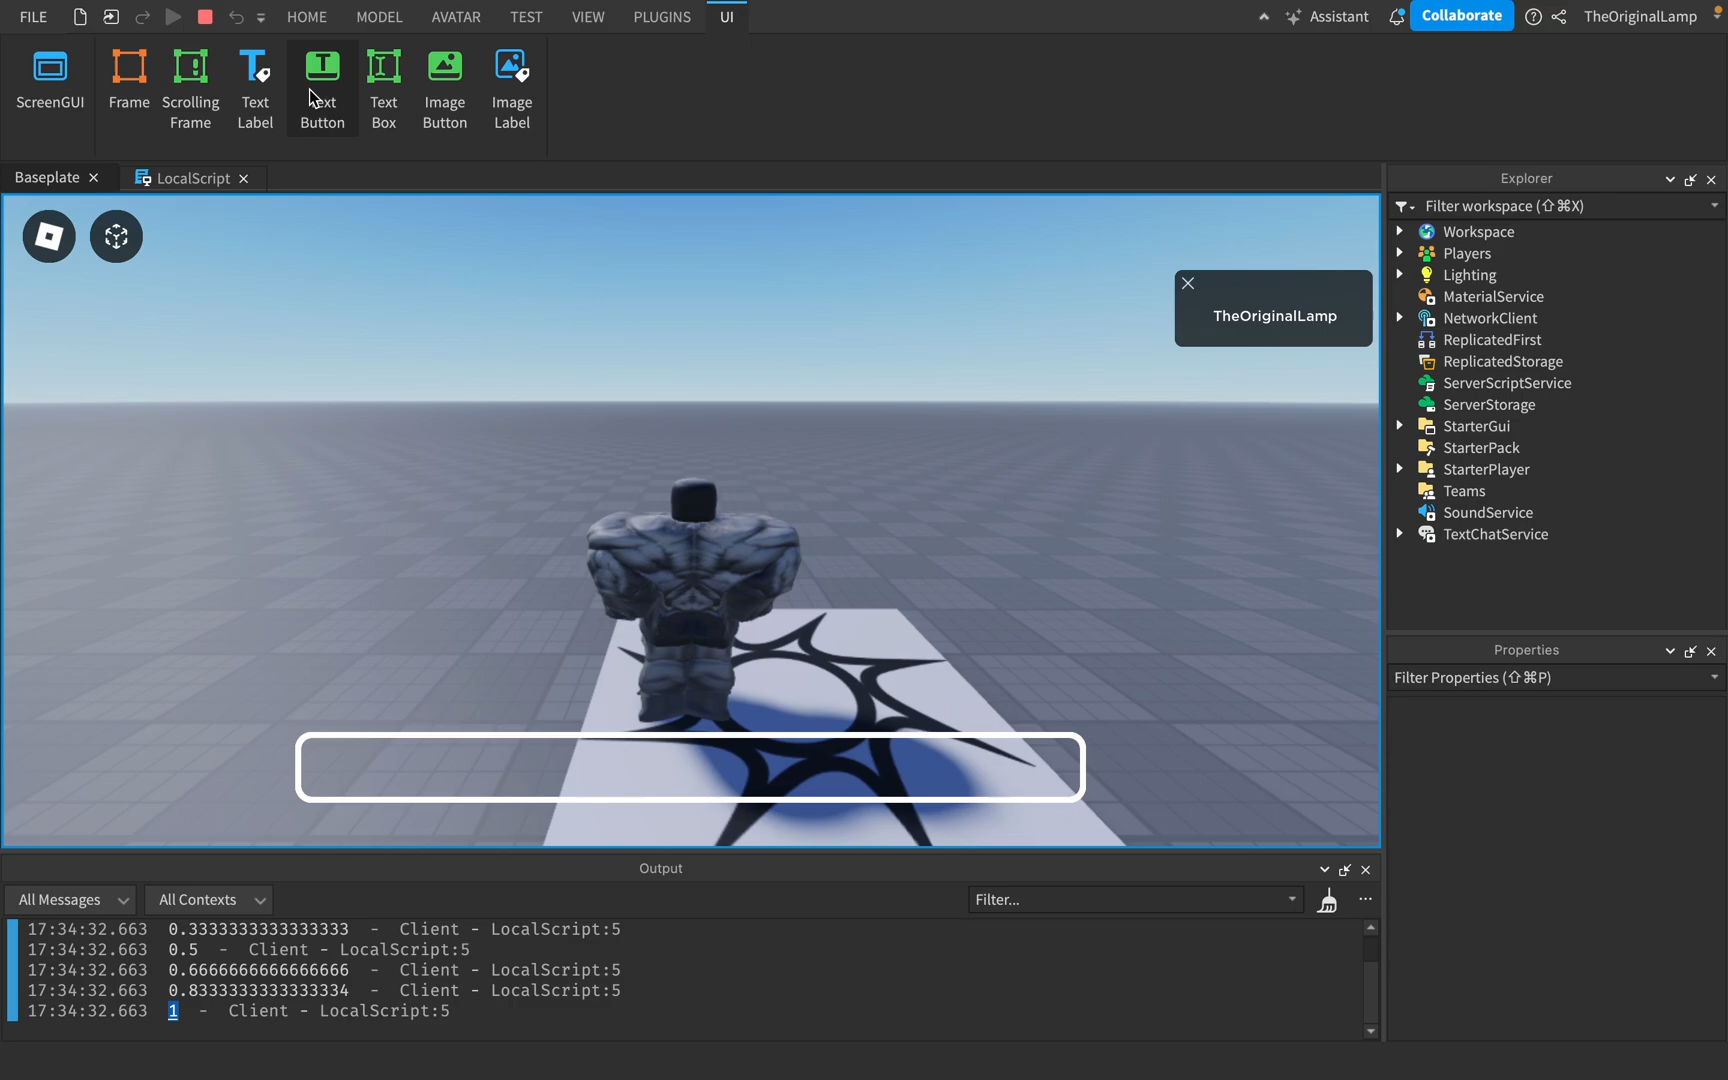 FILE HOME MODEL AVATAR TEST VIEW PLUGINS UI Assistant Collaborate TheOriginalLamp
ScreenGUI
Frame
Scrolling
Frame
Text
Label
Button
Text
Box
Image
Button
Image
Label
Baseplate LocalScript
TheOriginalLamp
Explorer
Filter workspace (⇧⌘X)
Workspace
Players
Lighting
MaterialService
NetworkClient
ReplicatedFirst
ReplicatedStorage
ServerScriptService
ServerStorage
StarterGui
StarterPack
StarterPlayer
Teams
SoundService
TextChatService
Properties
Filter Properties (⇧⌘P)
Output
All Messages All Contexts Filter...
17:34:32.663 0.3333333333333333 - Client - LocalScript:5
17:34:32.663 0.5 - Client - LocalScript:5
17:34:32.663 0.6666666666666666 - Client - LocalScript:5
17:34:32.663 0.8333333333333334 - Client - LocalScript:5
17:34:32.663 1 - Client - LocalScript:5